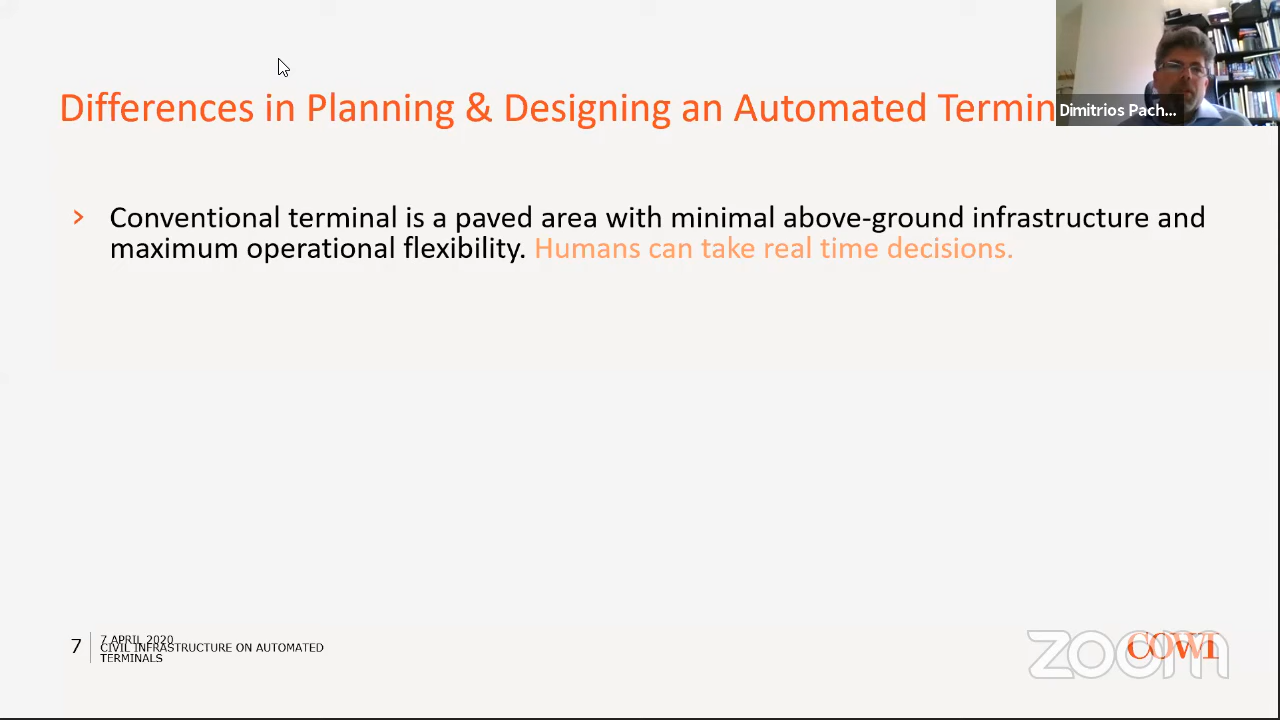 Differences in Planning & Designing an Automated Termin
Dimitrios Pach...
› Conventional terminal is a paved area with minimal above-ground infrastructure and
maximum operational flexibility. Humans can take real time decisions.
7
7 APRIL 2020
CIVIL INFRASTRUCTURE ON AUTOMATED
TERMINALS
zoom
COWI